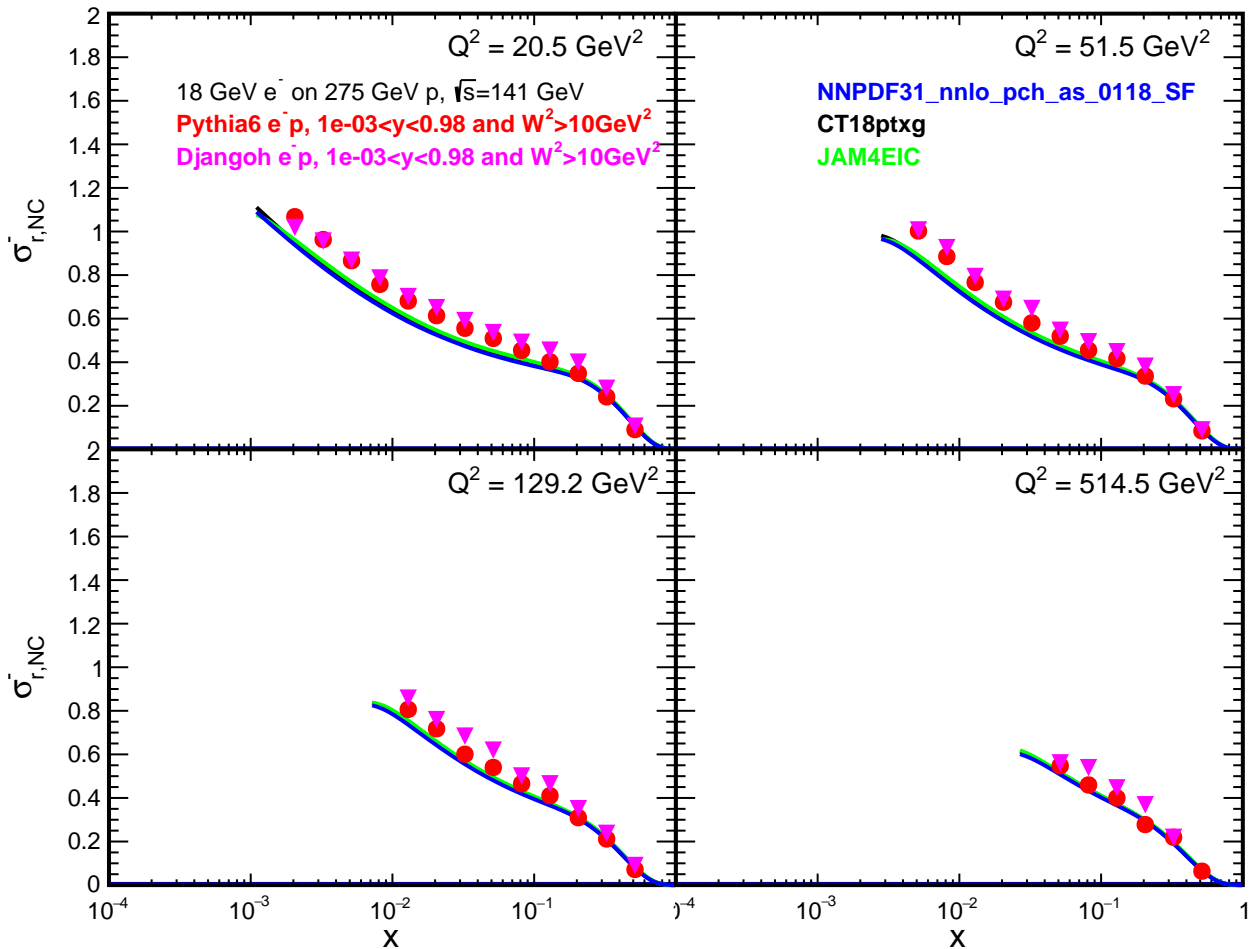 Q² = 20.5 GeV²
18 GeV e⁻ on 275 GeV p, √s=141 GeV
Pythia6 e⁻p, 1e-03<y<0.98 and W²>10GeV²
Djangoh e⁻p, 1e-03<y<0.98 and W²>10GeV²
2
1.8
1.6
1.4
1.2
1
0.8
0.6
0.4
0.2
σ⁻r,NC
Q² = 51.5 GeV²
NNPDF31_nnlo_pch_as_0118_SF
CT18ptxg
JAM4EIC
Q² = 129.2 GeV²
2
2
1.8
1.6
1.4
1.2
1
0.8
0.6
0.4
0.2
0
σ⁻r,NC
10⁻⁴ 10⁻³ 10⁻² 10⁻¹
x
Q² = 514.5 GeV²
10⁻⁴ 10⁻³ 10⁻² 10⁻¹ 1
x